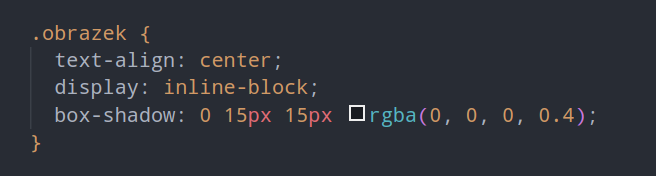 .obrazek {
text-align: center;
display: inline-block;
box-shadow: 0 15px 15px rgba(0, 0, 0, 0.4);
}